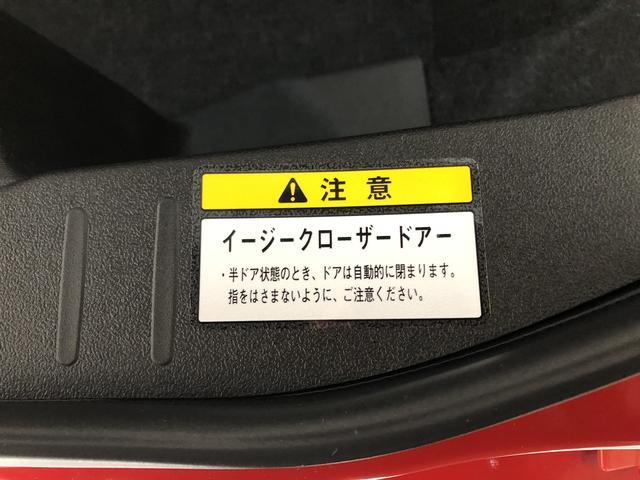 注意
イージークローザードアー
・半ドア状態のとき、ドアは自動的に閉まります。
指をはさまないように、ご注意ください。